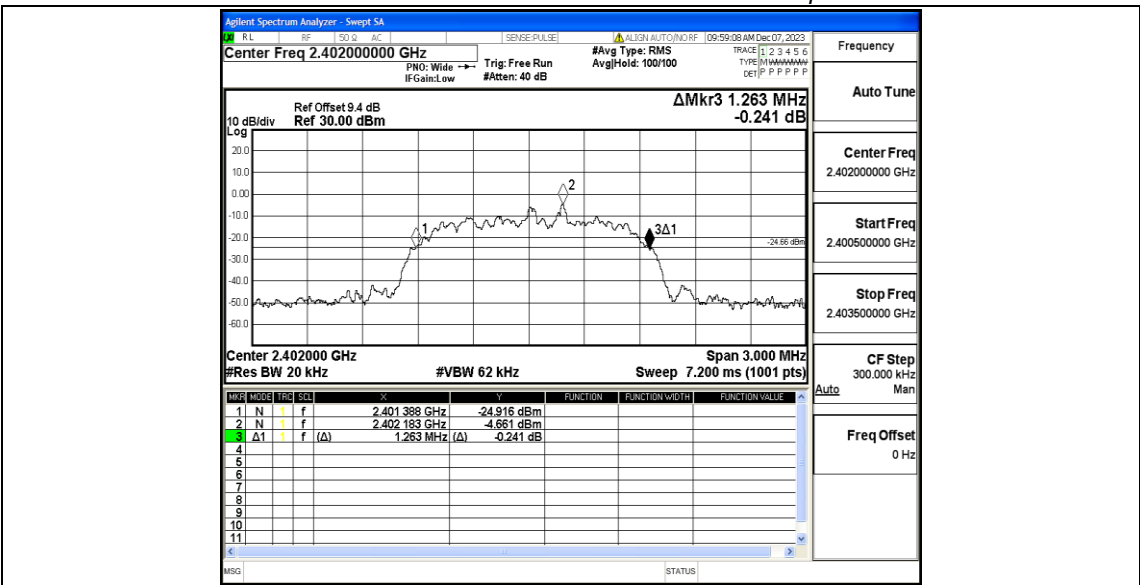 Agilent Spectrum Analyzer - Swept SA
RL RF 50 Ω AC SENSE:PULSE ALIGN AUTO/NO RF 09:59:08 AM Dec 07, 2023
Center Freq 2.402000000 GHz
PNO: Wide
IFGain:Low
Trig: Free Run
#Atten: 40 dB
#Avg Type: RMS
Avg|Hold: 100/100
TRACE 1 2 3 4 5 6
TYPE M WWWWW
DET P P P P P P
Frequency
Auto Tune
Center Freq
2.402000000 GHz
Start Freq
2.400500000 GHz
Stop Freq
2.403500000 GHz
CF Step
300.000 kHz
Auto Man
Freq Offset
0 Hz
ΔMkr3 1.263 MHz
-0.241 dB
Ref Offset 9.4 dB
10 dB/div Ref 30.00 dBm
Log
20.0
10.0
0.00
-10.0
-20.0
-30.0
-40.0
-50.0
-60.0
1
2
3Δ1
-24.66 dBm
Center 2.402000 GHz Span 3.000 MHz
#Res BW 20 kHz #VBW 62 kHz Sweep 7.200 ms (1001 pts)
MKR MODE TRC SCL X Y FUNCTION FUNCTION WIDTH FUNCTION VALUE
1 N 1 f 2.401 388 GHz -24.916 dBm
2 N 1 f 2.402 183 GHz -4.661 dBm
3 Δ1 1 f (Δ) 1.263 MHz (Δ) -0.241 dB
4
5
6
7
8
9
10
11
MSG STATUS